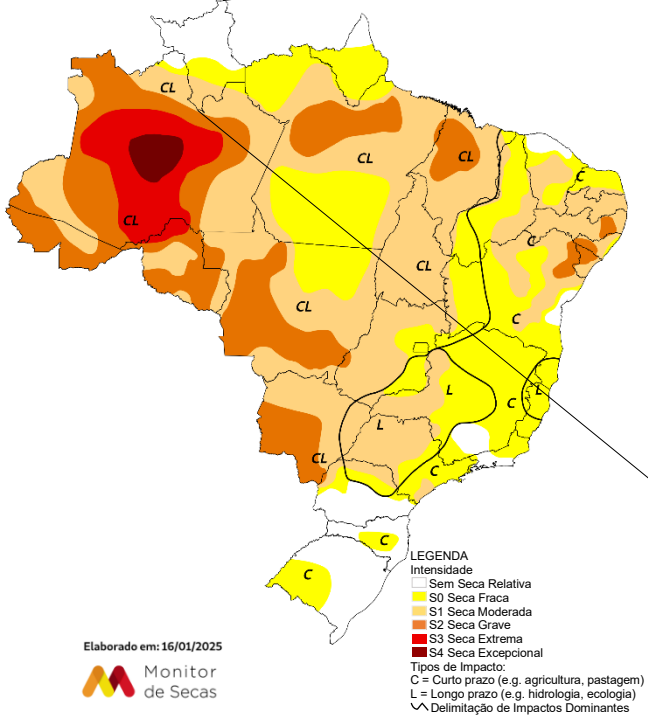 CL
CL
CL
C
CL
C
CL
CL
C
L
L
C
L
CL
C
C
C
LEGENDA
Intensidade
Sem Seca Relativa
S0 Seca Fraca
S1 Seca Moderada
S2 Seca Grave
S3 Seca Extrema
S4 Seca Excepcional
Tipos de Impacto:
C = Curto prazo (e.g. agricultura, pastagem)
L = Longo prazo (e.g. hidrologia, ecologia)
Delimitação de Impactos Dominantes
Elaborado em: 16/01/2025
Monitor
de Secas